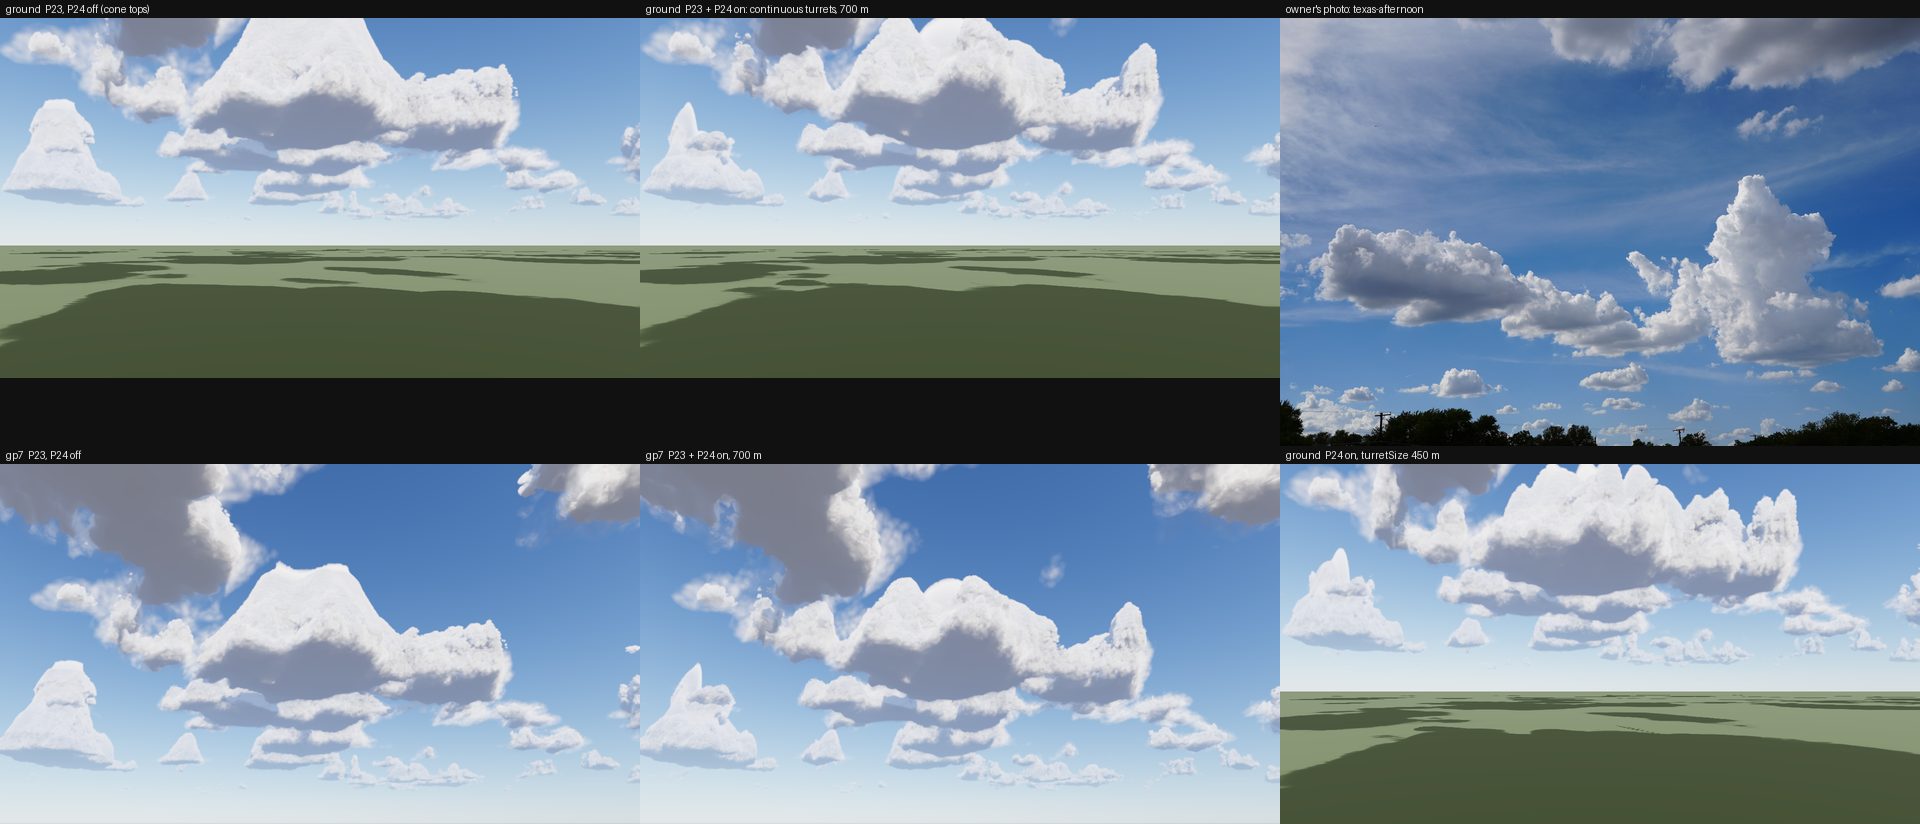 ground P23, P24 off (cone tops)
ground P23 + P24 on: continuous turrets, 700 m
owner's photo: texas-afternoon
gp7 P23, P24 off
gp7 P23 + P24 on, 700 m
ground P24 on, turretSize 450 m